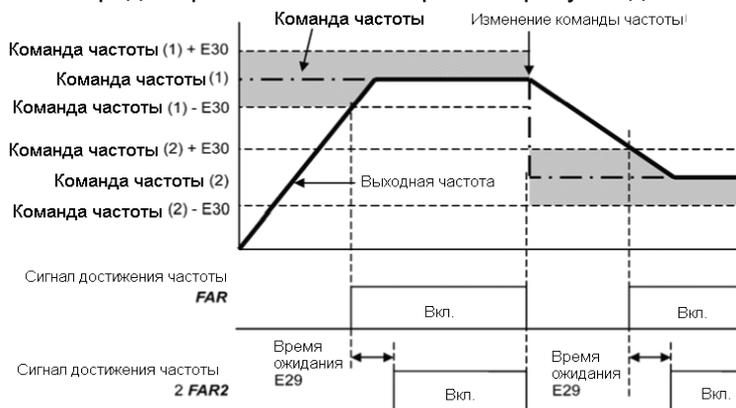 Команда частоты
Изменение команды частоты
Команда частоты (1) + E30
Команда частоты (1)
Команда частоты (1) - E30
Команда частоты (2) + E30
Команда частоты (2)
Выходная частота
Команда частоты (2) - E30
Сигнал достижения частоты
FAR
Вкл.
Вкл.
Время
ожидания
E29
Время
ожидания
E29
Сигнал достижения частоты
2 FAR2
Вкл.
Вкл.